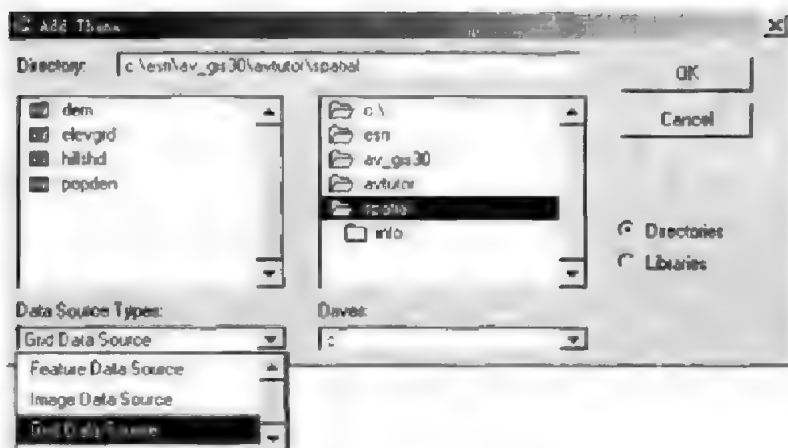 Add Theme
Directory: c:\esri\av_gis30\avtutor\spatial
OK
Cancel
dem
elevgrd
hillshd
popden
c:\
esri
av_gis30
avtutor
spatial
info
Directories
Libraries
Data Source Types:
Drives:
Grid Data Source
c:
Feature Data Source
Image Data Source
Grid Data Source